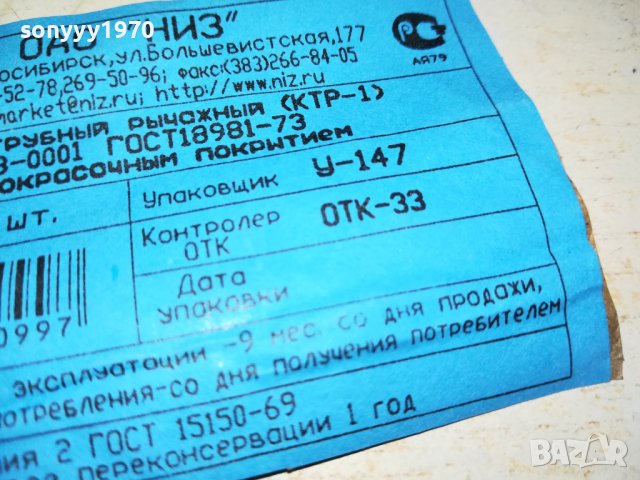 sonyyy1970
ОАО "НИЗ"
осибирск,ул.Большевистская,177
-52-78,269-50-96; факс:(383)266-84-05
market@niz.ru; http://www.niz.ru
АЯ79
трубный рычажный (КТР-1)
3-0001 ГОСТ18981-73
окрасочным покрытием
шт.
Упаковщик У-147
Контролер ОТК-33
ОТК
Дата
упаковки
0997
эксплуатации -9 мес. со дня продажи,
потребления-со дня получения потребителем
ния 2 ГОСТ 15150-69
переконсервации 1 год
BAZAR